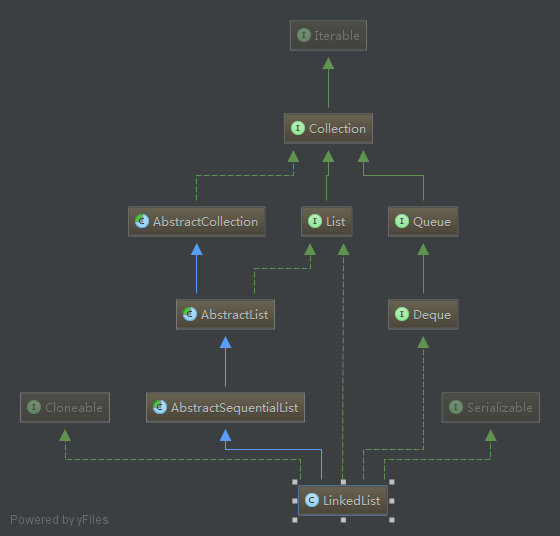 I Iterable
I Collection
C AbstractCollection
I List
I Queue
C AbstractList
I Deque
I Cloneable
C AbstractSequentialList
I Serializable
C LinkedList
Powered by yFiles